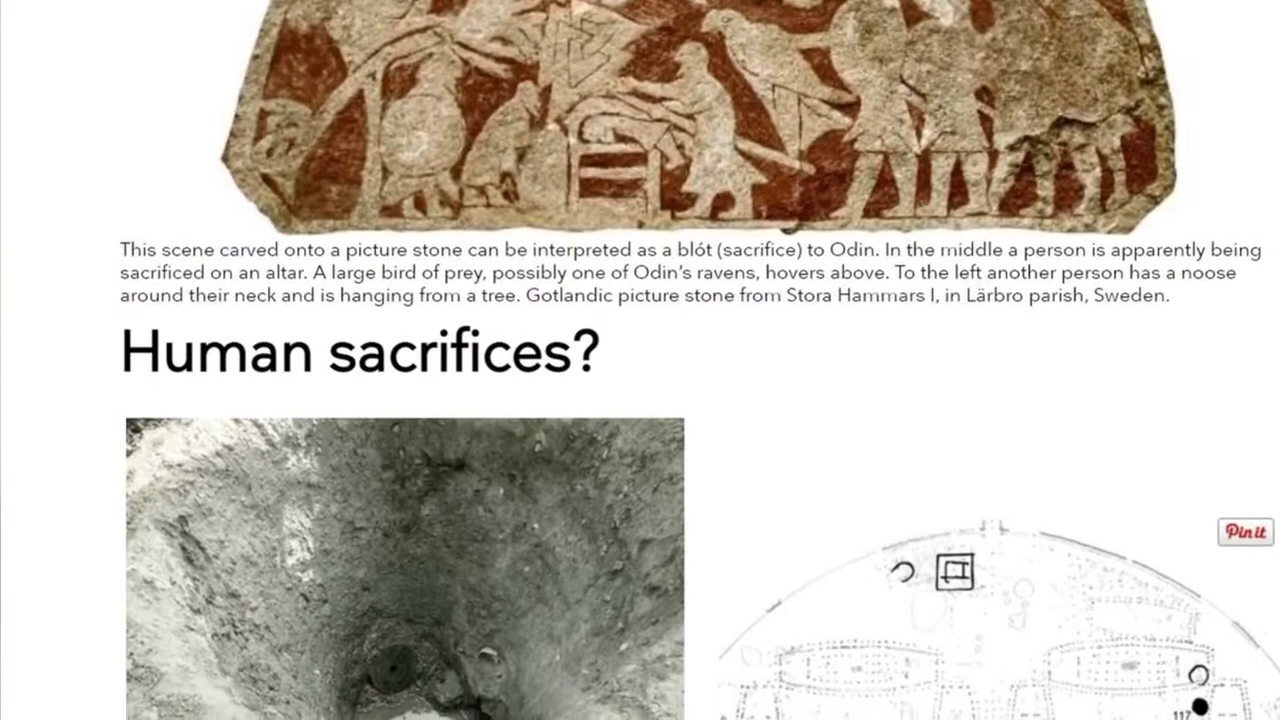 This scene carved onto a picture stone can be interpreted as a blót (sacrifice) to Odin. In the middle a person is apparently being
sacrificed on an altar. A large bird of prey, possibly one of Odin's ravens, hovers above. To the left another person has a noose
around their neck and is hanging from a tree. Gotlandic picture stone from Stora Hammars I, in Lärbro parish, Sweden.
Human sacrifices?
Pin it
117